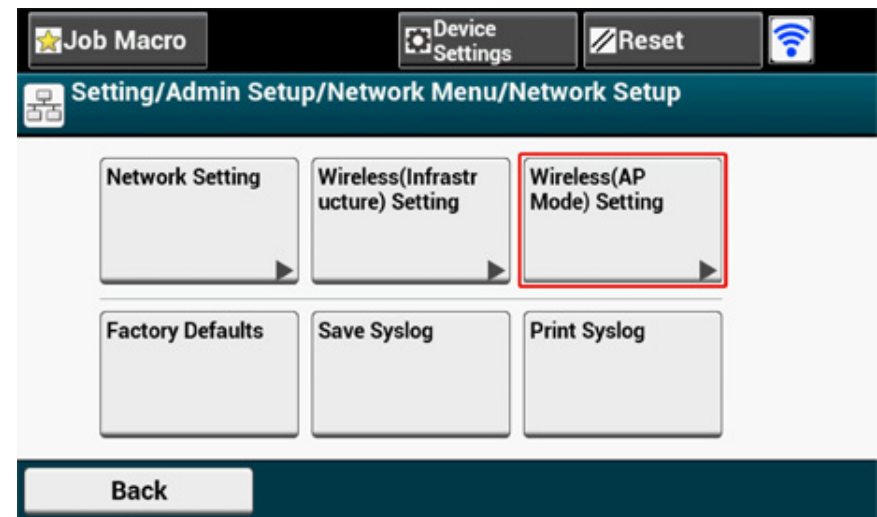 Job Macro
Device
Settings
Reset
Setting/Admin Setup/Network Menu/Network Setup
Network Setting
Wireless(Infrastr
ucture) Setting
Wireless(AP
Mode) Setting
Factory Defaults
Save Syslog
Print Syslog
Back